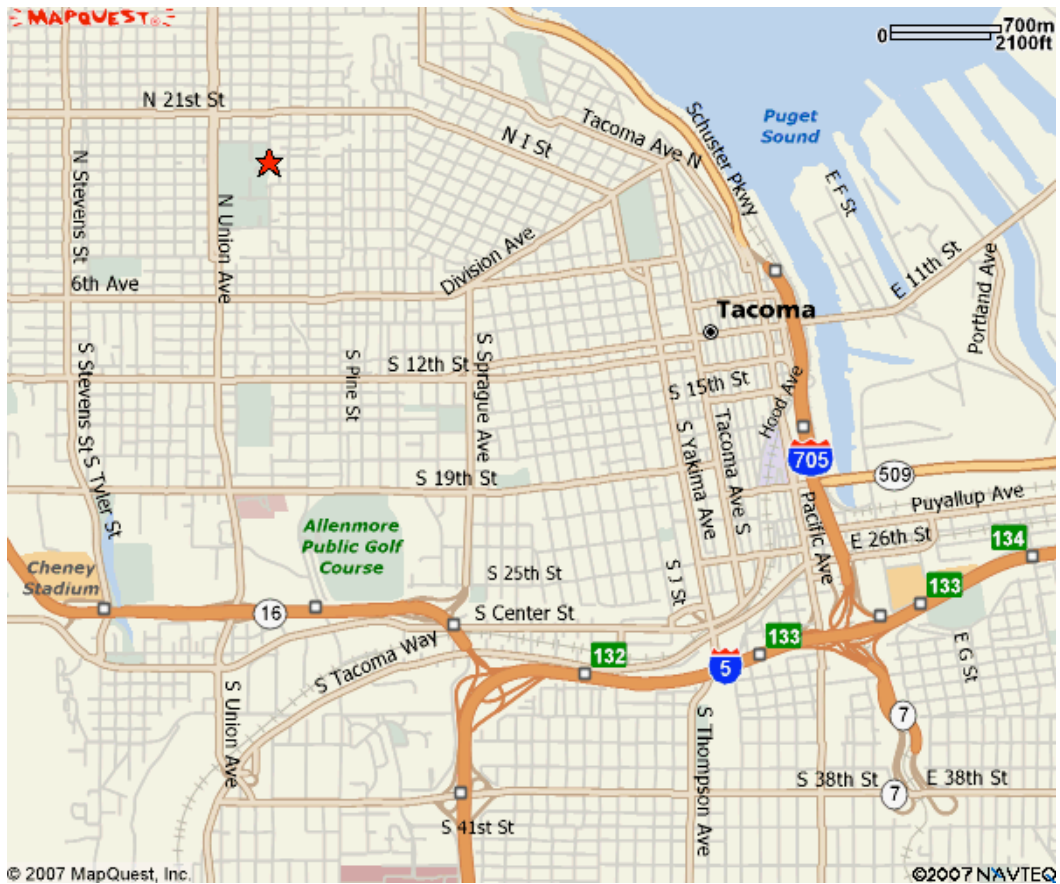 MAPQUEST
0 700m
2100ft
N 21st St
N I St
Tacoma Ave N
Schuster Pkwy
Puget
Sound
E F St
N Stevens St
N Union Ave
Division Ave
6th Ave
E 11th St
Portland Ave
Tacoma
S Stevens St
S Pine St
S 12th St
S Sprague Ave
S 15th St
Hood Ave
S Tyler St
S Yakima Ave
Tacoma Ave S
705
S 19th St
509
Pacific Ave
Puyallup Ave
Allenmore
Public Golf
Course
E 26th St
134
Cheney
Stadium
S 25th St
S J St
133
16
S Center St
S Tacoma Way
132
133
5
E G St
S Union Ave
S Thompson Ave
7
S 38th St
E 38th St
7
S 41st St
© 2007 MapQuest, Inc.
©2007 NAVTEQ